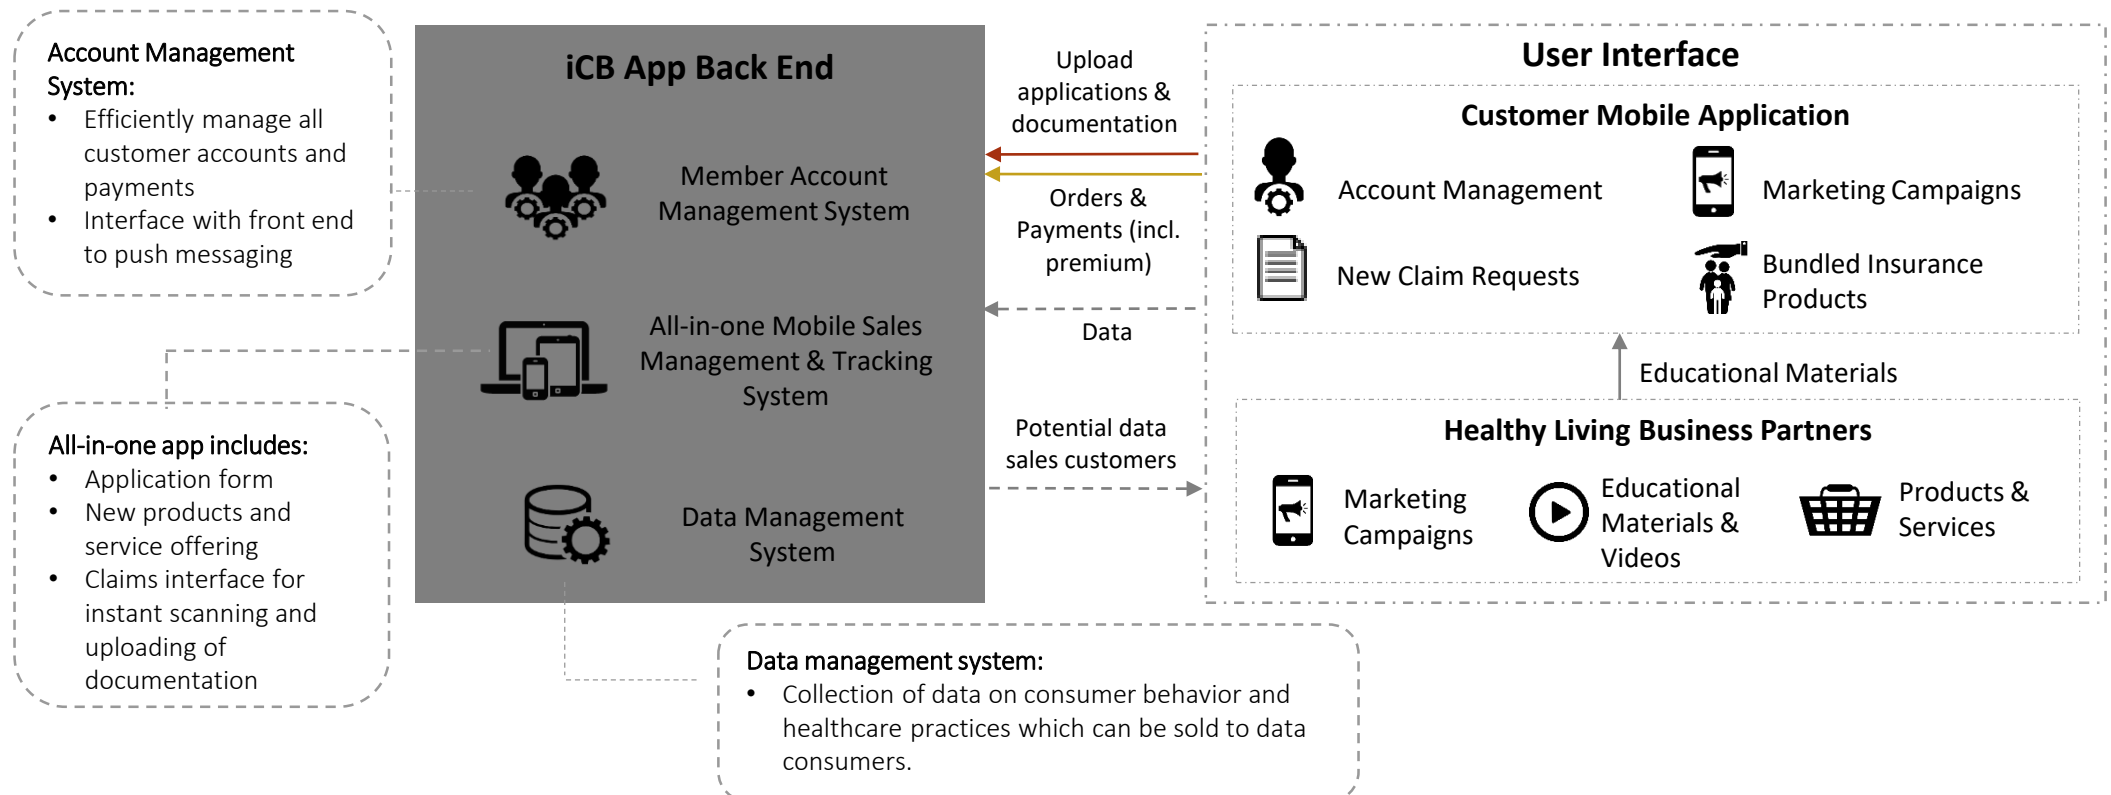 Account Management
System:
• Efficiently manage all
customer accounts and
payments
• Interface with front end
to push messaging
All-in-one app includes:
• Application form
• New products and
service offering
• Claims interface for
instant scanning and
uploading of
documentation
iCB App Back End
Member Account
Management System
All-in-one Mobile Sales
Management & Tracking
System
Data Management
System
Data management system:
• Collection of data on consumer behavior and
healthcare practices which can be sold to data
consumers.
Upload
applications &
documentation
Orders &
Payments (incl.
premium)
Data
Potential data
sales customers
User Interface
Customer Mobile Application
Account Management
Marketing Campaigns
New Claim Requests
Bundled Insurance
Products
Educational Materials
Healthy Living Business Partners
Marketing
Campaigns
Educational
Materials &
Videos
Products &
Services